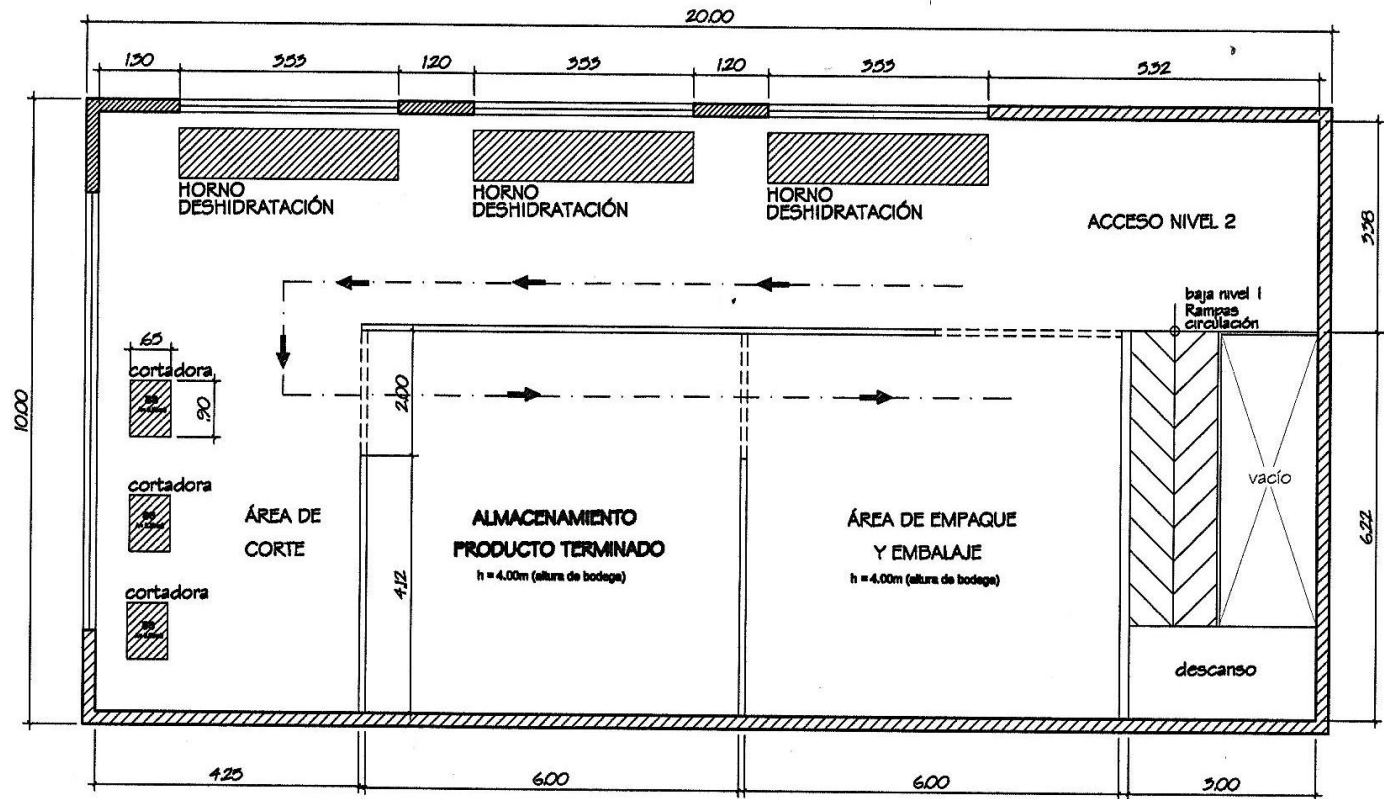 20.00
1.30
3.53
1.20
3.53
1.20
3.53
5.32
HORNO
DESHIDRATACIÓN
HORNO
DESHIDRATACIÓN
HORNO
DESHIDRATACIÓN
ACCESO NIVEL 2
3.38
baja nivel 1
Rampas
circulación
.65
cortadora
.90
2.00
10.00
cortadora
ÁREA DE
CORTE
ALMACENAMIENTO
PRODUCTO TERMINADO
h = 4.00m (altura de bodega)
ÁREA DE EMPAQUE
Y EMBALAJE
h = 4.00m (altura de bodega)
vacío
6.22
4.12
cortadora
descanso
4.25
6.00
6.00
3.00